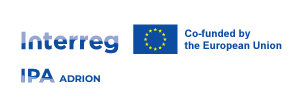 Interreg
Co-funded by
the European Union
IPA ADRION